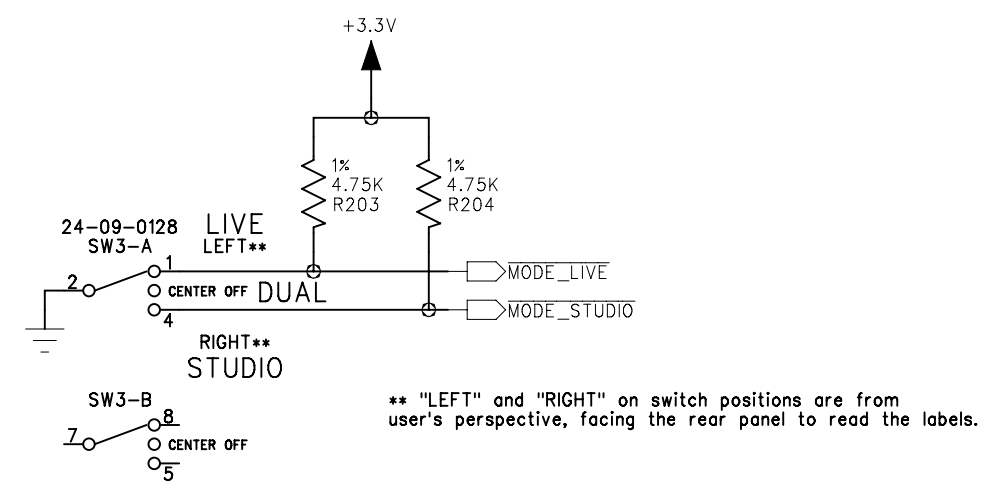 +3.3V
1%
4.75K
R203
1%
4.75K
R204
24-09-0128
SW3-A
LIVE
LEFT**
1
2
CENTER OFF
DUAL
4
MODE_LIVE
MODE_STUDIO
RIGHT**
STUDIO
SW3-B
8
7
CENTER OFF
5
** "LEFT" and "RIGHT" on switch positions are from
user's perspective, facing the rear panel to read the labels.